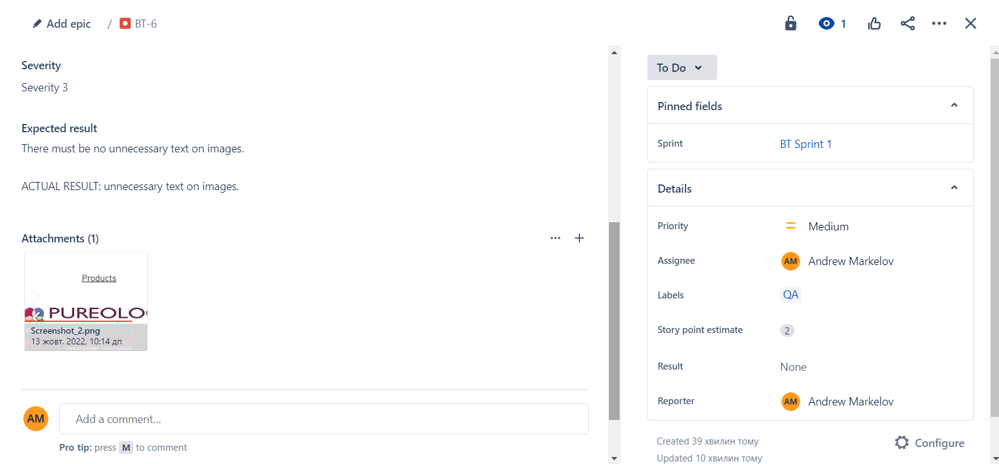 Add epic / BT-6
1
Severity
Severity 3
Expected result
There must be no unnecessary text on images.
ACTUAL RESULT: unnecessary text on images.
Attachments (1)
Products
PUREOLO
Screenshot_2.png
13 жовт. 2022, 10:14 дп
HeadHunter Hairstyling
AM
Add a comment...
Pro tip: press M to comment
To Do
Pinned fields
Sprint BT Sprint 1
Details
Priority Medium
Assignee AM Andrew Markelov
Labels QA
Story point estimate 2
Result None
Reporter AM Andrew Markelov
Created 39 хвилин тому
Updated 10 хвилин тому
Configure